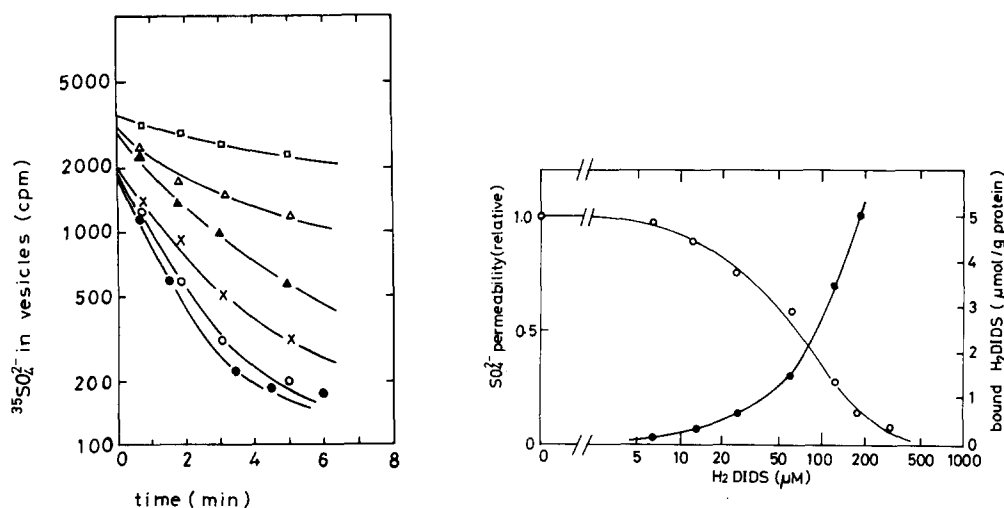 5000
2000
1000
500
200
100
0 2 4 6 8
time (min)
³⁵SO₄²⁻ in vesicles (cpm)
1.0
0.5
0
SO₄²⁻ permeability (relative)
0 5 10 20 50 100 200 500 1000
H₂DIDS (μM)
5
4
3
2
1
0
bound H₂DIDS (μmol/g protein)